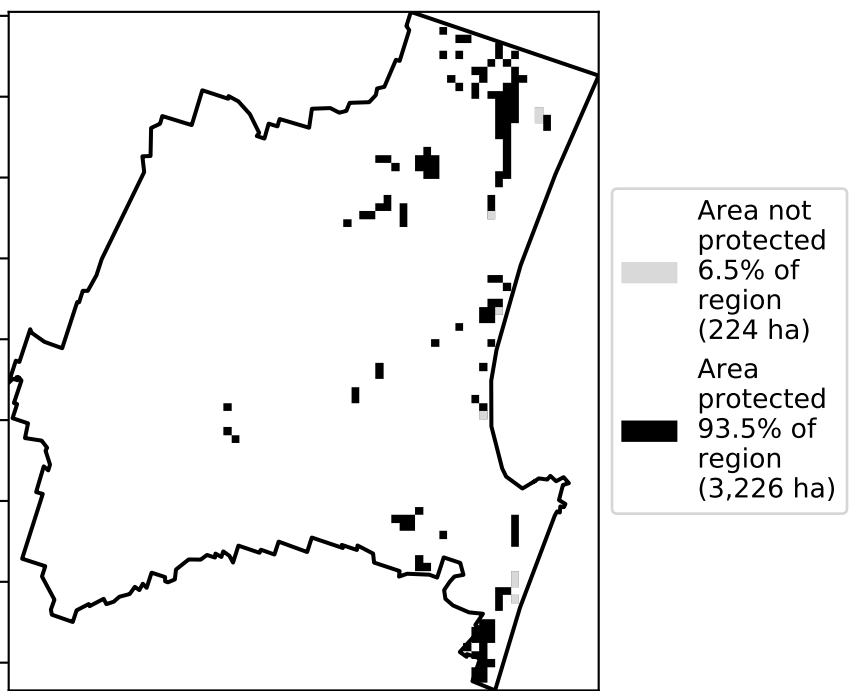 Area not
protected
6.5% of
region
(224 ha)
Area
protected
93.5% of
region
(3,226 ha)